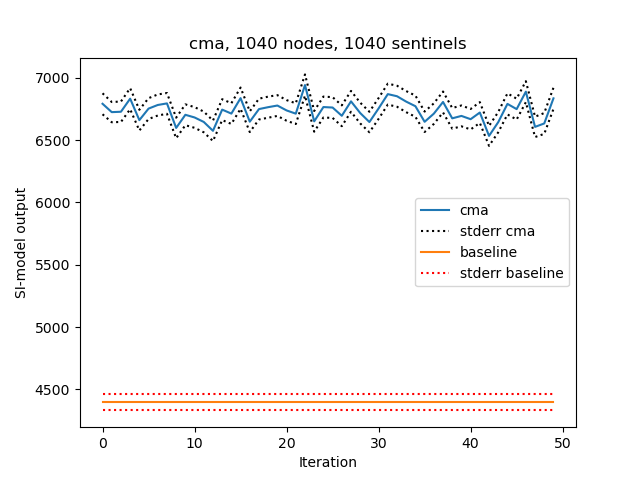 cma, 1040 nodes, 1040 sentinels
7000
6500
6000
5500
5000
4500
SI-model output
cma
stderr cma
baseline
stderr baseline
0 10 20 30 40 50
Iteration